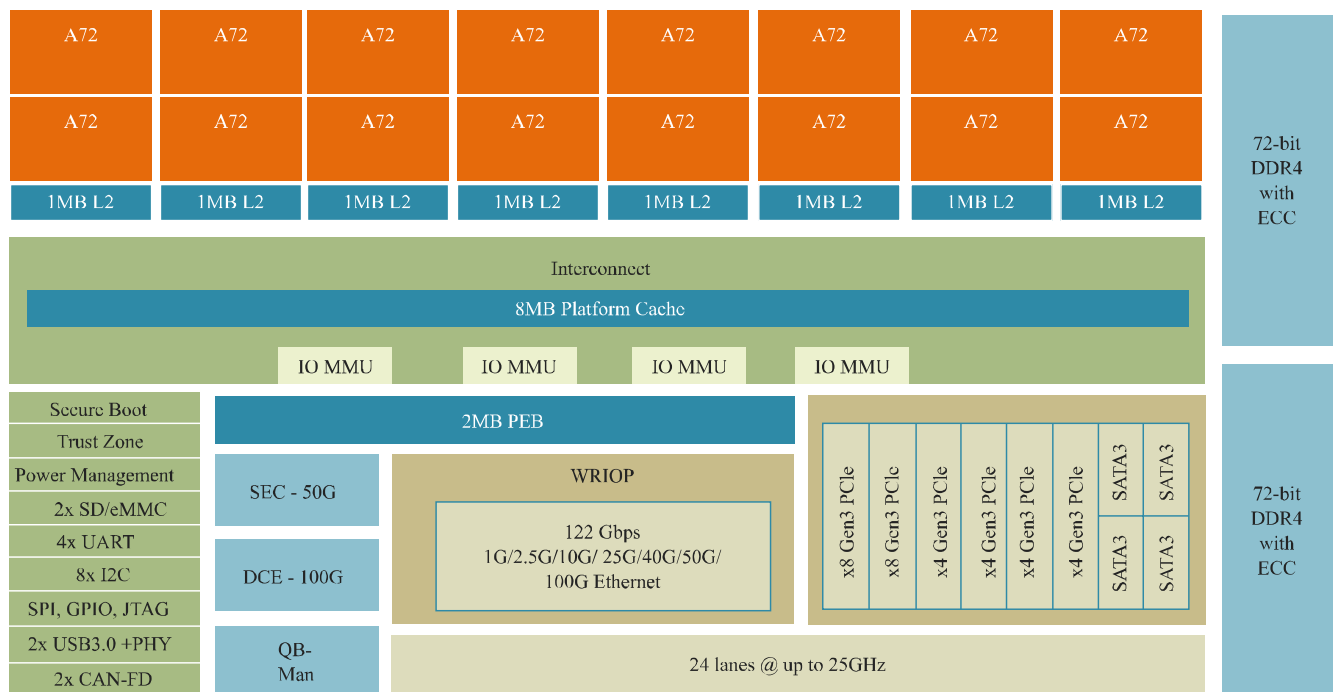 A72 A72 A72 A72 A72 A72 A72 A72
A72 A72 A72 A72 A72 A72 A72 A72
1MB L2 1MB L2 1MB L2 1MB L2 1MB L2 1MB L2 1MB L2 1MB L2
72-bit
DDR4
with
ECC
Interconnect
8MB Platform Cache
IO MMU IO MMU IO MMU IO MMU
Secure Boot
Trust Zone
Power Management
2x SD/eMMC
4x UART
8x I2C
SPI, GPIO, JTAG
2x USB3.0 +PHY
2x CAN-FD
2MB PEB
SEC - 50G
DCE - 100G
QB-
Man
WRIOP
122 Gbps
1G/2.5G/10G/ 25G/40G/50G/
100G Ethernet
x8 Gen3 PCle
x8 Gen3 PCle
x4 Gen3 PCle
x4 Gen3 PCle
x4 Gen3 PCle
x4 Gen3 PCle
SATA3
SATA3
SATA3
SATA3
24 lanes @ up to 25GHz
72-bit
DDR4
with
ECC